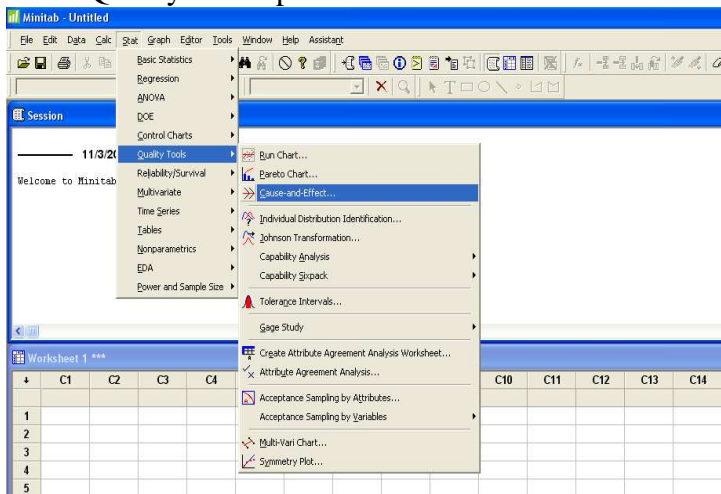 Minitab - Untitled
File Edit Data Calc Stat Graph Editor Tools Window Help Assistant
Session
11/3/20
Welcome to Minitab
Basic Statistics
Regression
ANOVA
DOE
Control Charts
Quality Tools
Reliability/Survival
Multivariate
Time Series
Tables
Nonparametrics
EDA
Power and Sample Size
Run Chart...
Pareto Chart...
Cause-and-Effect...
Individual Distribution Identification...
Johnson Transformation...
Capability Analysis
Capability Sixpack
Tolerance Intervals...
Gage Study
Create Attribute Agreement Analysis Worksheet...
Attribute Agreement Analysis...
Acceptance Sampling by Attributes...
Acceptance Sampling by Variables
Multi-Vari Chart...
Symmetry Plot...
Worksheet 1 ***
C1 C2 C3 C4 C10 C11 C12 C13 C14
1
2
3
4
5